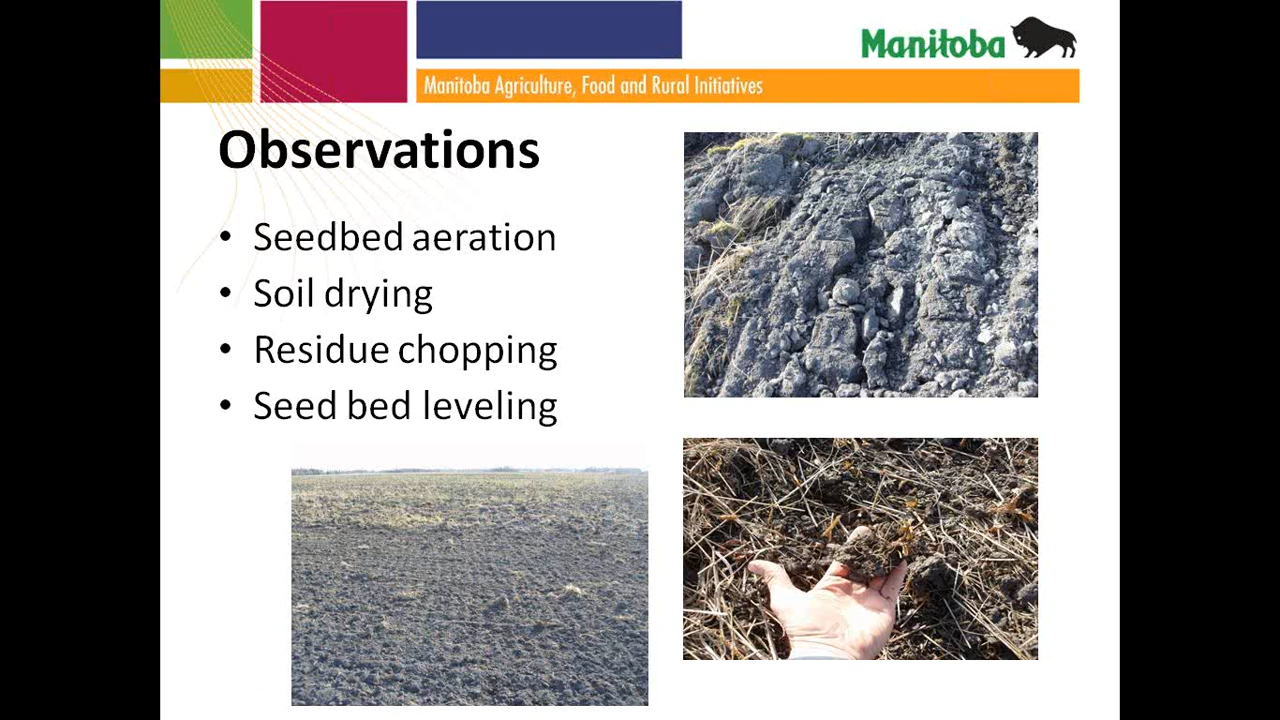 Manitoba
Manitoba Agriculture, Food and Rural Initiatives
Observations
• Seedbed aeration
• Soil drying
• Residue chopping
• Seed bed leveling